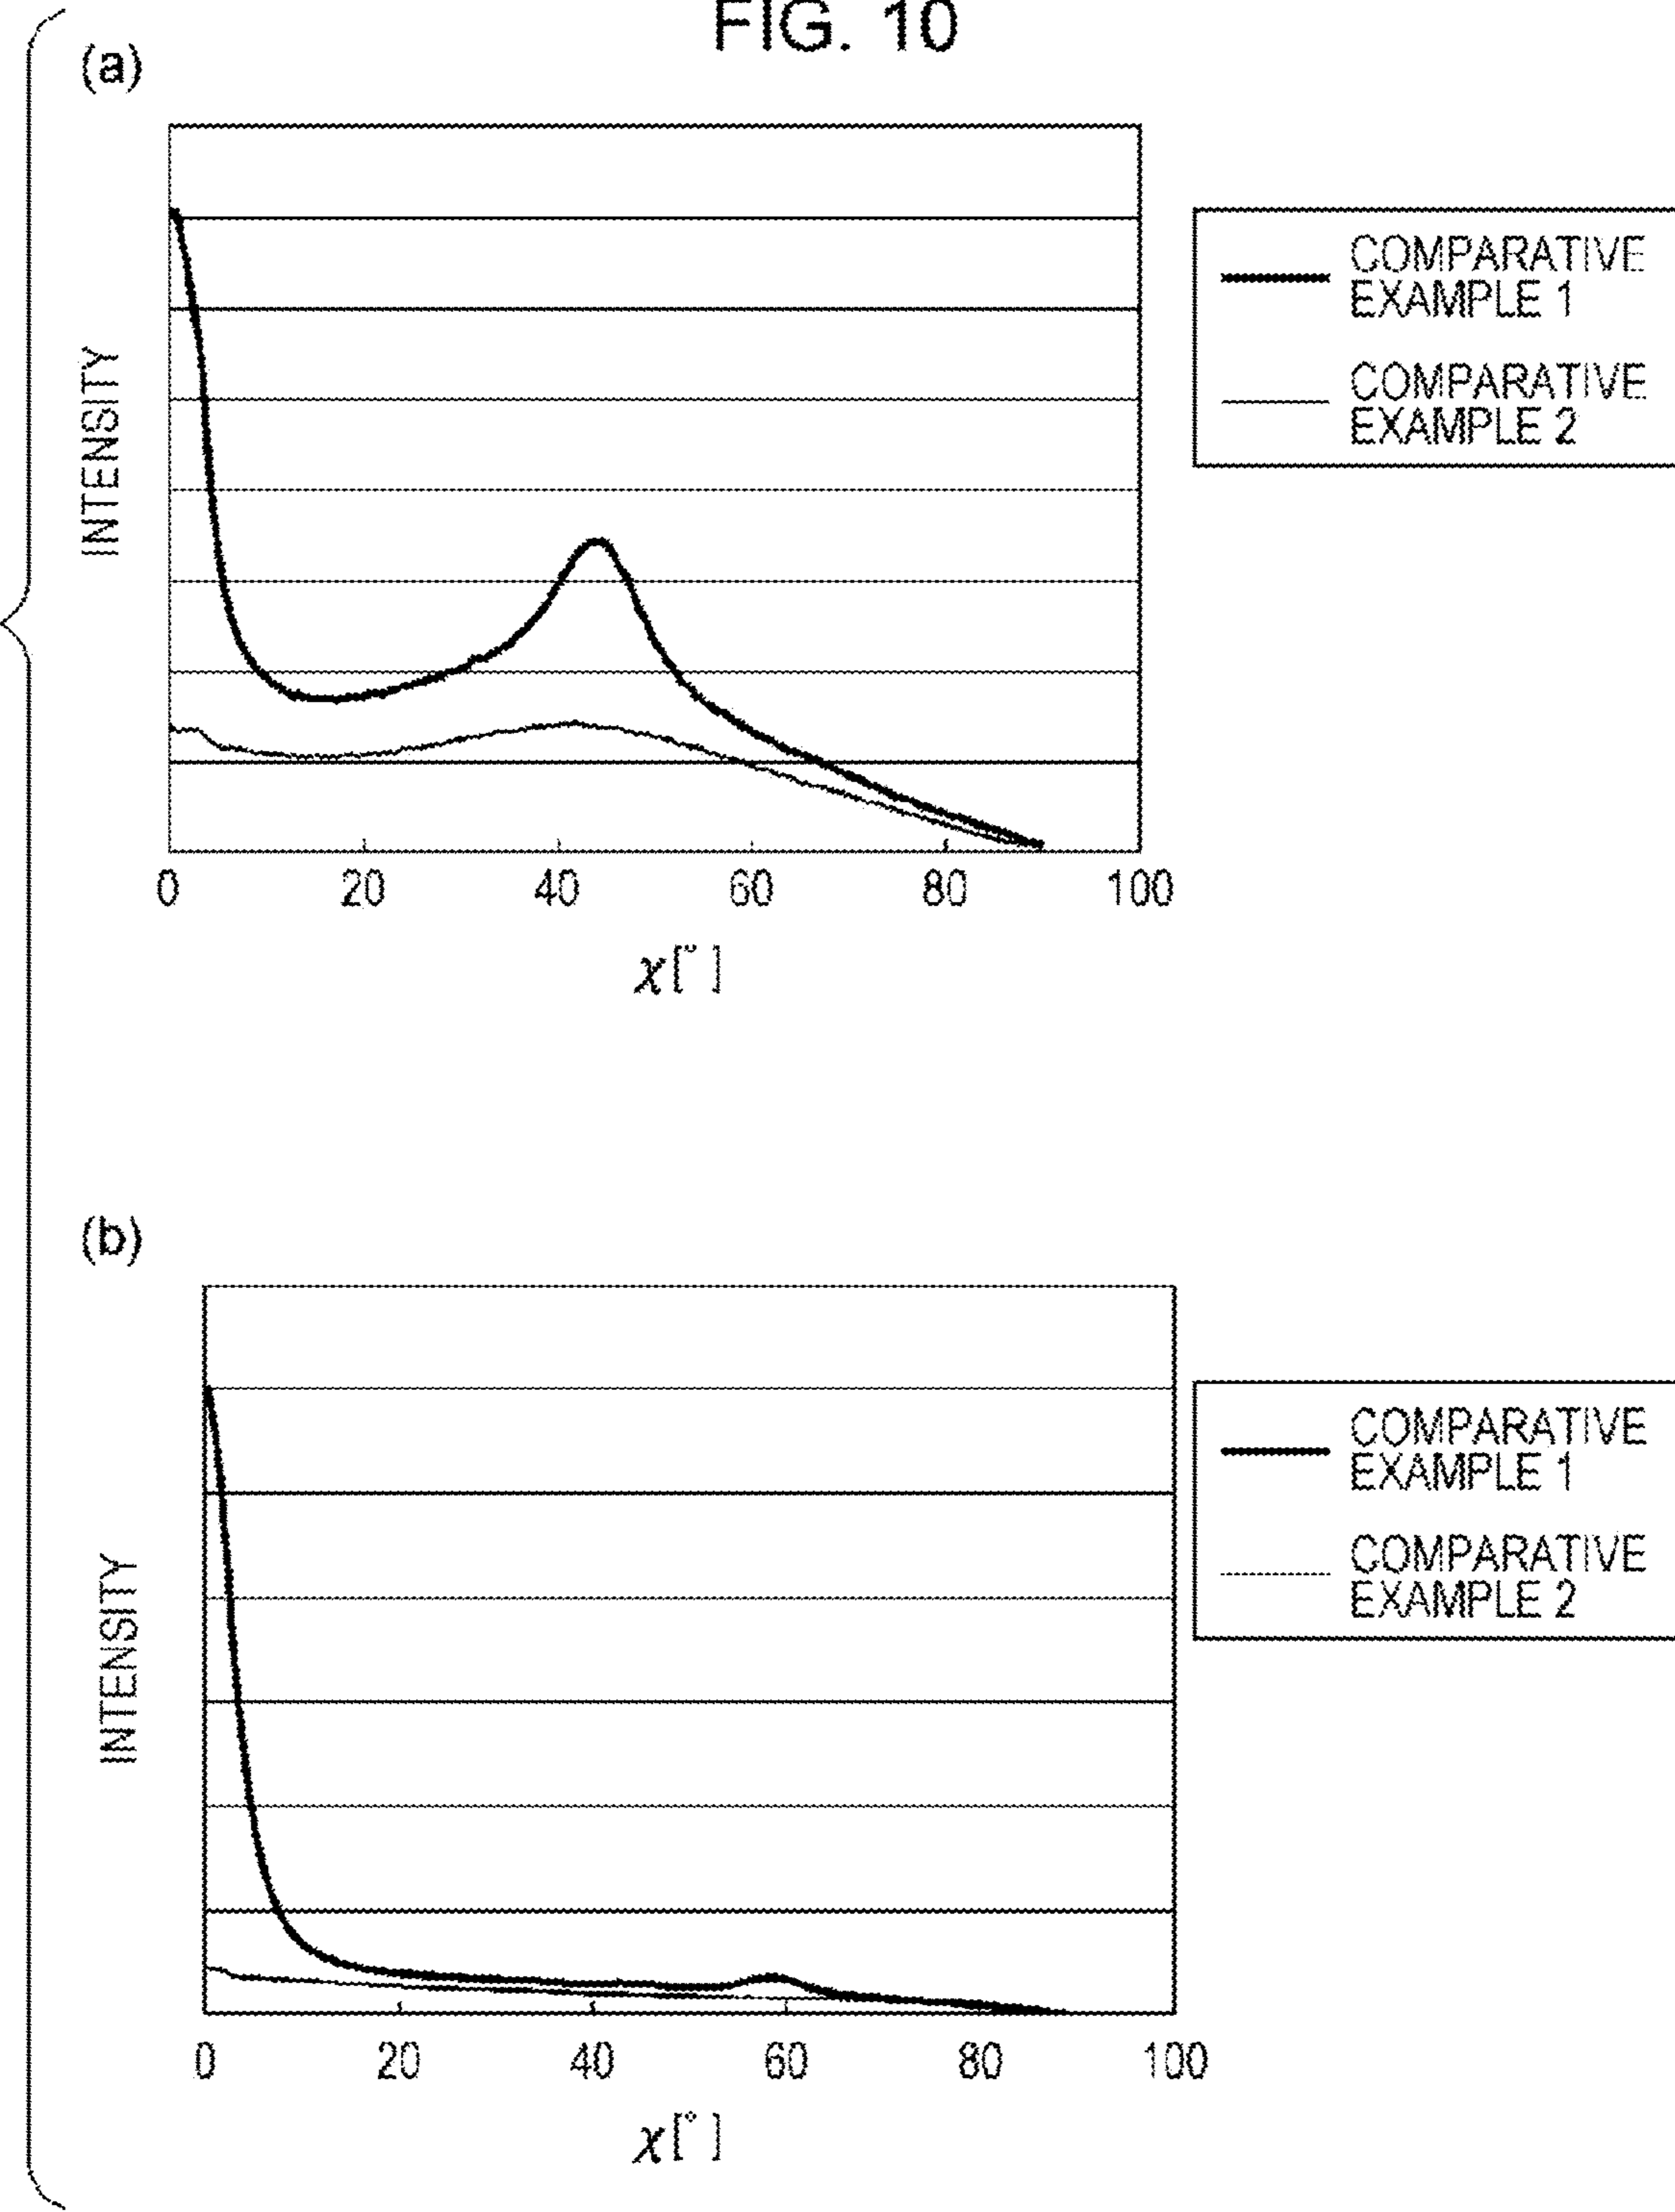 FIG. 10
(a)
INTENSITY
COMPARATIVE
EXAMPLE 1
COMPARATIVE
EXAMPLE 2
0 20 40 60 80 100
χ[°]
(b)
INTENSITY
COMPARATIVE
EXAMPLE 1
COMPARATIVE
EXAMPLE 2
0 20 40 60 80 100
χ[°]